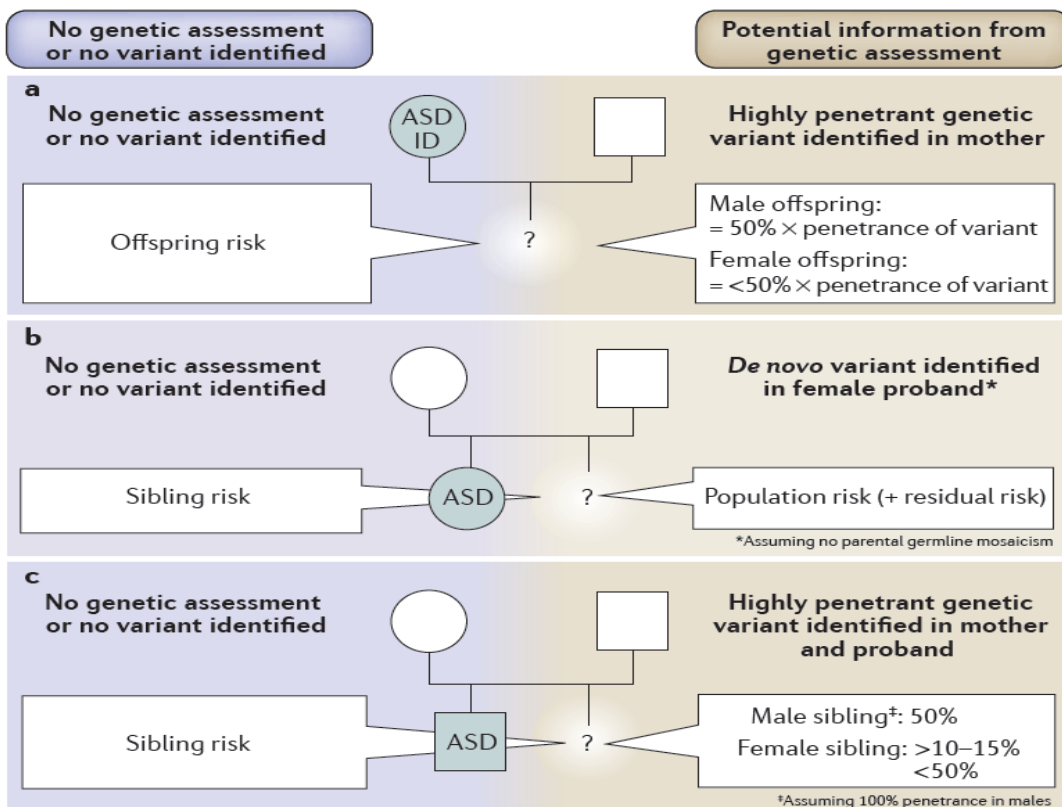 No genetic assessment
or no variant identified
Potential information from
genetic assessment
a
No genetic assessment
or no variant identified
ASD
ID
Highly penetrant genetic
variant identified in mother
Offspring risk
?
Male offspring:
= 50% × penetrance of variant
Female offspring:
= <50% × penetrance of variant
b
No genetic assessment
or no variant identified
De novo variant identified
in female proband*
Sibling risk
ASD
?
Population risk (+ residual risk)
*Assuming no parental germline mosaicism
c
No genetic assessment
or no variant identified
Highly penetrant genetic
variant identified in mother
and proband
Sibling risk
ASD
?
Male sibling‡: 50%
Female sibling: >10–15%
<50%
‡Assuming 100% penetrance in males